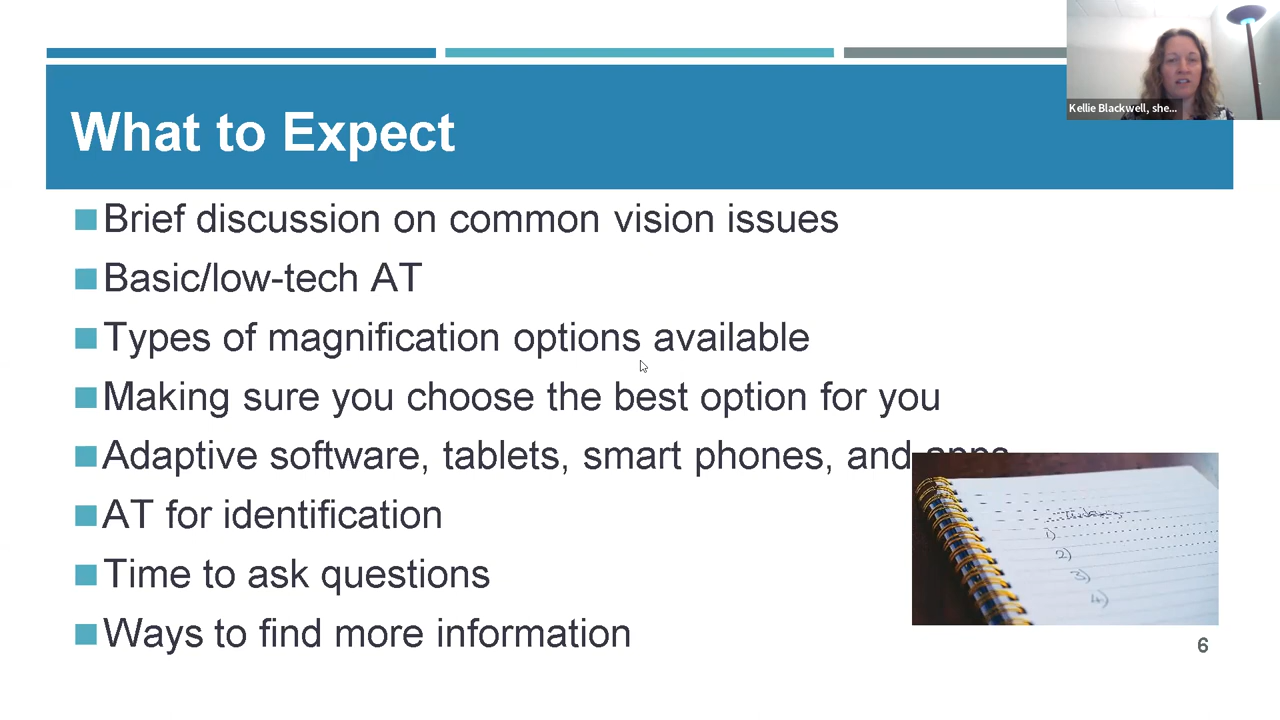 What to Expect
Kellie Blackwell, she...
Brief discussion on common vision issues
Basic/low-tech AT
Types of magnification options available
Making sure you choose the best option for you
Adaptive software, tablets, smart phones, and apps
AT for identification
Time to ask questions
Ways to find more information
1)
2)
3)
4)
6